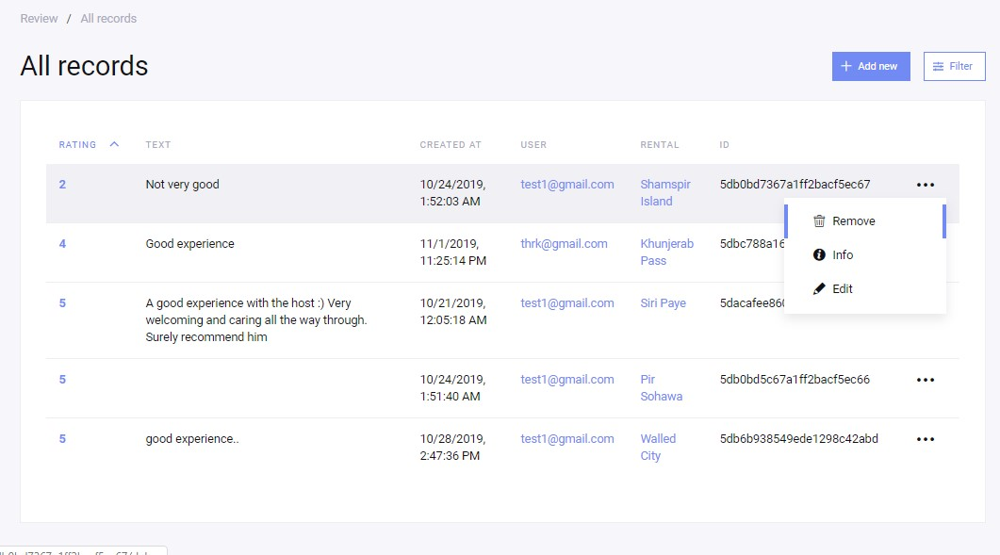 Review / All records
All records
Add new
Filter
RATING TEXT CREATED AT USER RENTAL ID
2 Not very good 10/24/2019, test1@gmail.com Shamspir 5db0bd7367a1ff2bacf5ec67
1:52:03 AM Island
Remove
4 Good experience 11/1/2019, thrk@gmail.com Khunjerab 5dbc788a16
11:25:14 PM Pass
Info
Edit
5 A good experience with the host :) Very 10/21/2019, test1@gmail.com Siri Paye 5dacafee860
welcoming and caring all the way through. 12:05:18 AM
Surely recommend him
5 10/24/2019, test1@gmail.com Pir 5db0bd5c67a1ff2bacf5ec66
1:51:40 AM Sohawa
5 good experience.. 10/28/2019, test1@gmail.com Walled 5db6b938549ede1298c42abd
2:47:36 PM City